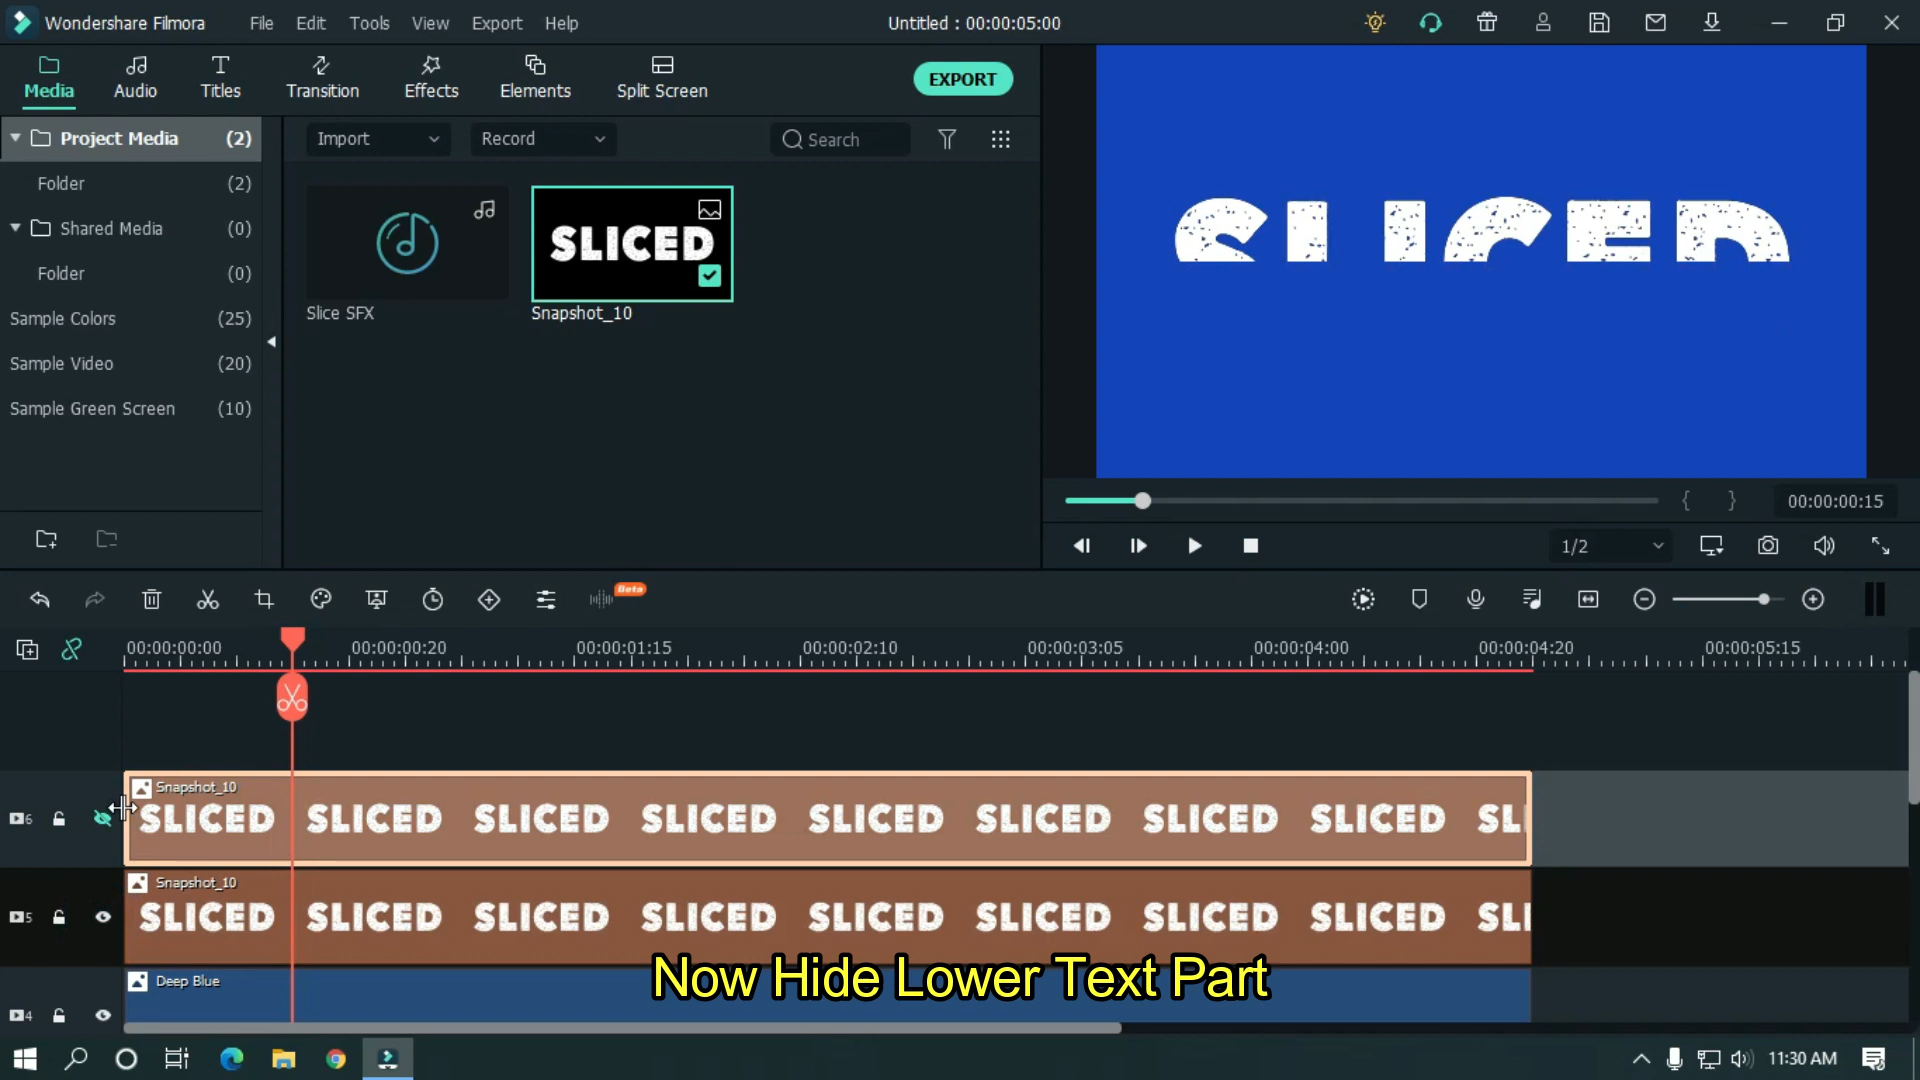 Wondershare Filmora File Edit Tools View Export Help Untitled : 00:00:05:00
Media Audio Titles Transition Effects Elements Split Screen EXPORT
Project Media (2) Import Record Search
Folder (2)
Shared Media (0)
Folder (0)
Sample Colors (25)
Sample Video (20)
Sample Green Screen (10)
SLICED
Slice SFX Snapshot_10
SLICED
{ } 00:00:00:15
1/2
Beta
00:00:00:00 00:00:00:20 00:00:01:15 00:00:02:10 00:00:03:05 00:00:04:00 00:00:04:20 00:00:05:15
Snapshot_10
6 SLICED SLICED SLICED SLICED SLICED SLICED SLICED SLICED SLI
Snapshot_10
5 SLICED SLICED SLICED SLICED SLICED SLICED SLICED SLICED SLI
Deep Blue
4
Now Hide Lower Text Part
11:30 AM